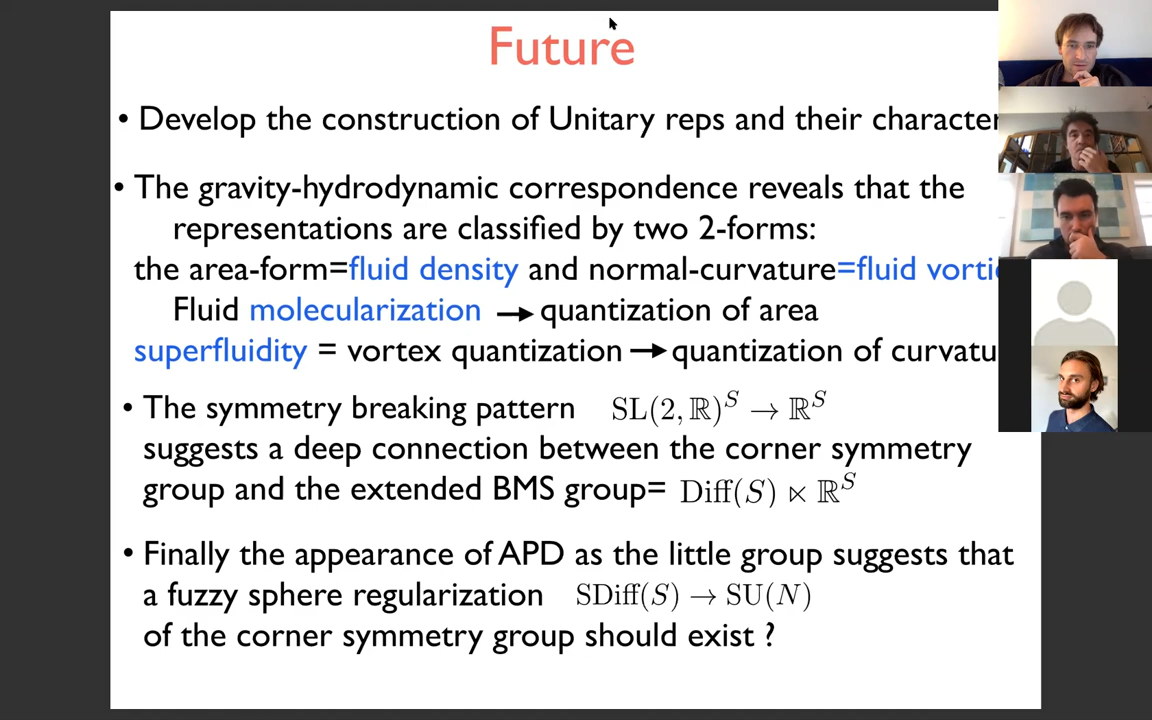 Future
• Develop the construction of Unitary reps and their
• The gravity-hydrodynamic correspondence reveals that the
representations are classified by two 2-forms:
the area-form=fluid density and normal-curvature=fluid
Fluid molecularization → quantization of area
superfluidity = vortex quantization → quantization of
• The symmetry breaking pattern SL(2,ℝ)^S → ℝ^S
suggests a deep connection between the corner symmetry
group and the extended BMS group= Diff(S) ⋉ ℝ^S
• Finally the appearance of APD as the little group suggests that
a fuzzy sphere regularization SDiff(S) → SU(N)
of the corner symmetry group should exist ?